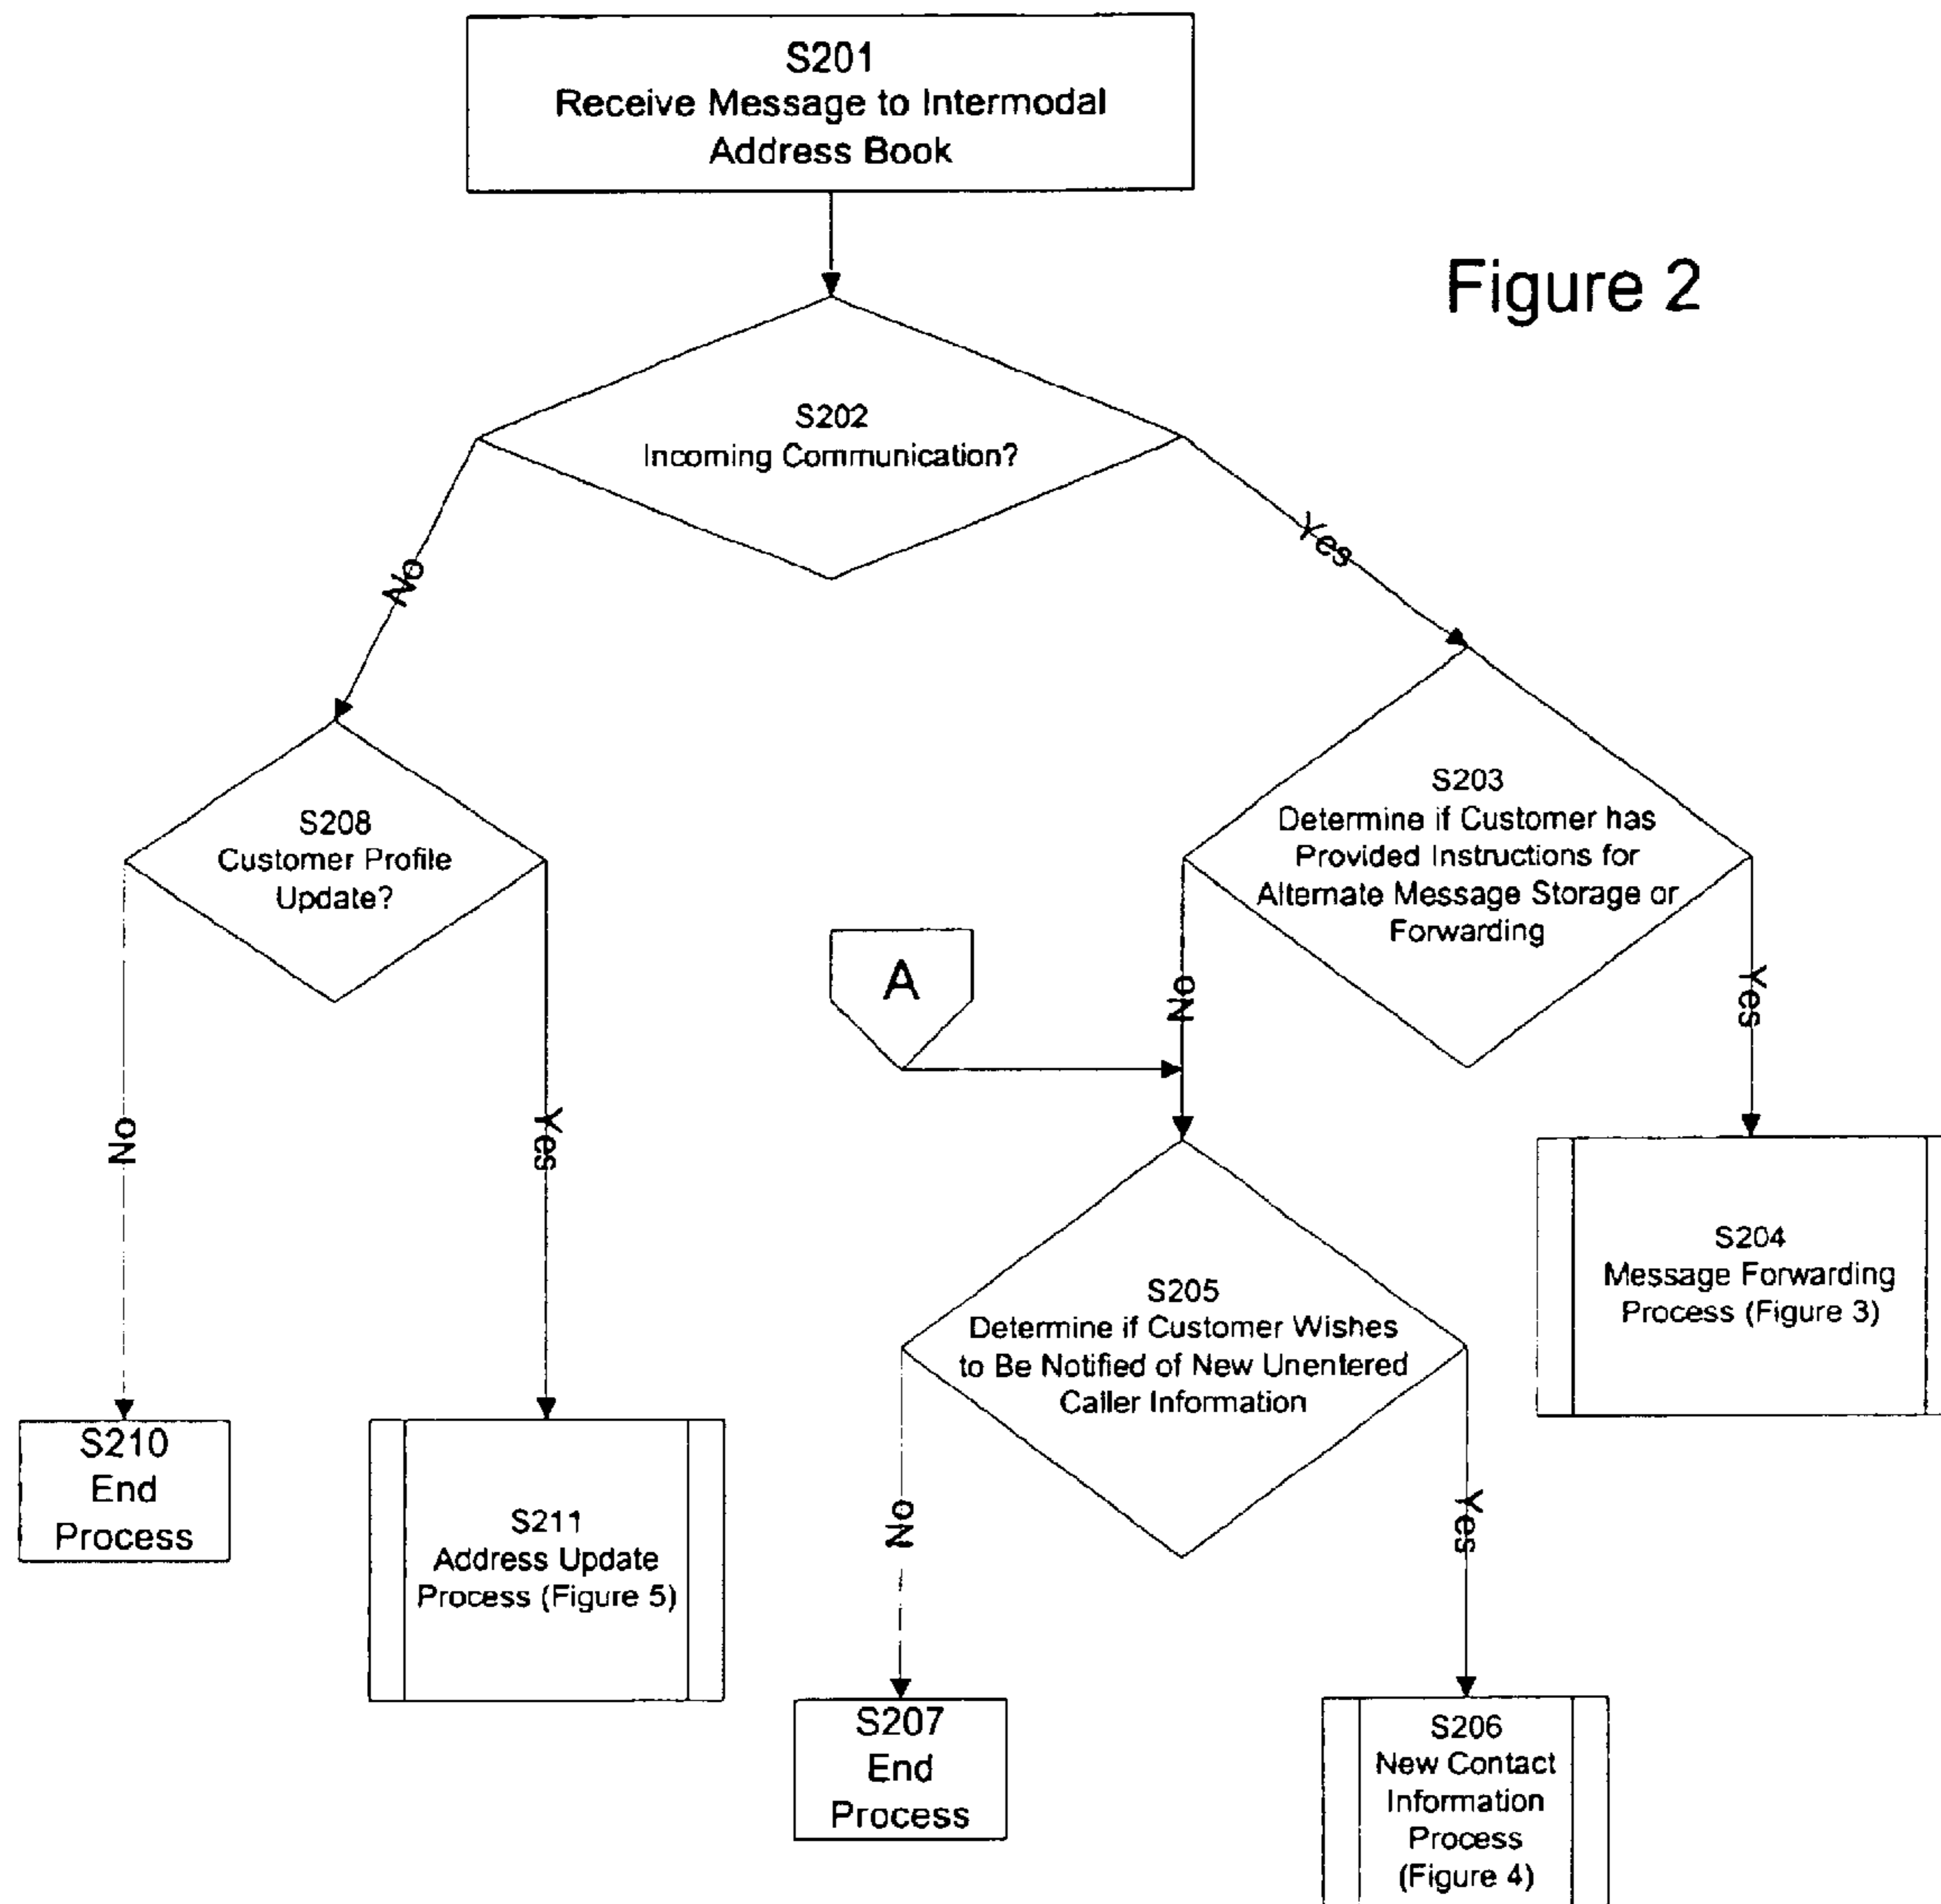 S201
Receive Message to Intermodal
Address Book
Figure 2
S202
Incoming Communication?
No
Yes
S203
Determine if Customer has
Provided Instructions for
Alternate Message Storage or
Forwarding
S208
Customer Profile
Update?
A
No
Yes
No
Yes
S204
Message Forwarding
Process (Figure 3)
S205
Determine if Customer Wishes
to Be Notified of New Unentered
Caller Information
S210
End
Process
S211
Address Update
Process (Figure 5)
No
Yes
S207
End
Process
S206
New Contact
Information
Process
(Figure 4)